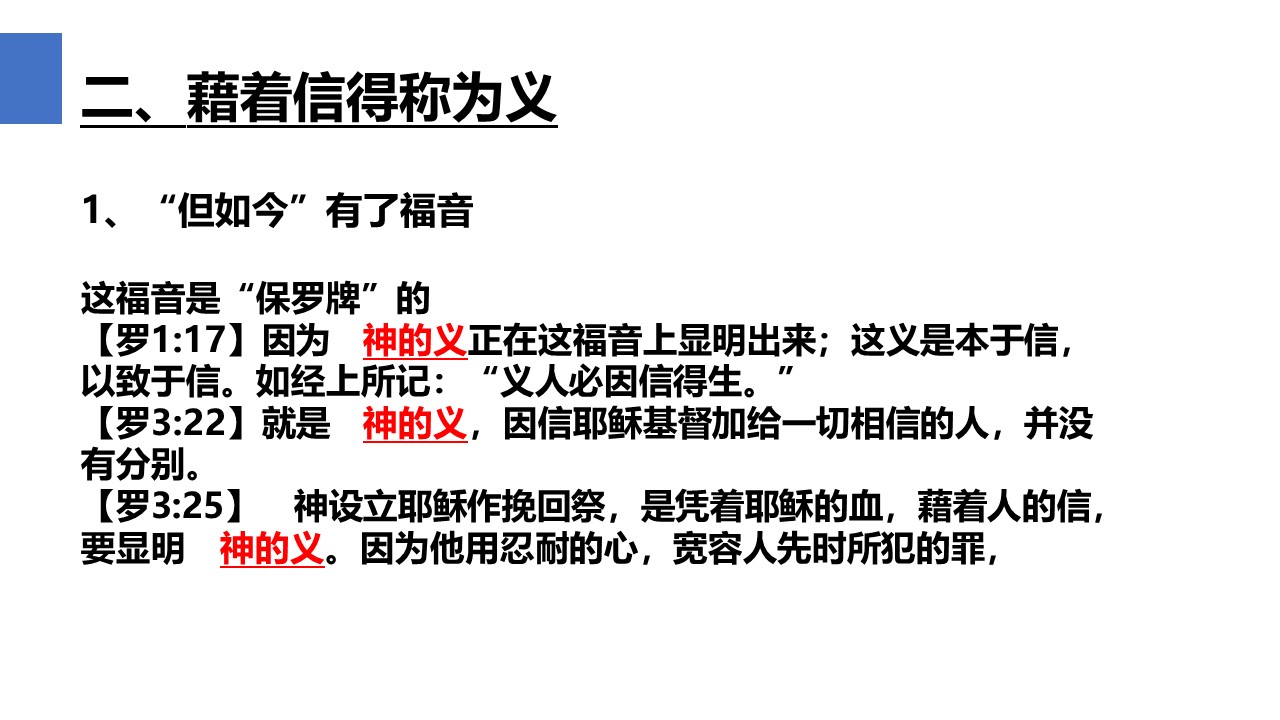 二、藉着信得称为义
1、“但如今”有了福音
这福音是“保罗牌”的
【罗1:17】因为　神的义正在这福音上显明出来；这义是本于信，
以致于信。如经上所记：“义人必因信得生。”
【罗3:22】就是　神的义，因信耶稣基督加给一切相信的人，并没
有分别。
【罗3:25】　神设立耶稣作挽回祭，是凭着耶稣的血，藉着人的信，
要显明　神的义。因为他用忍耐的心，宽容人先时所犯的罪，